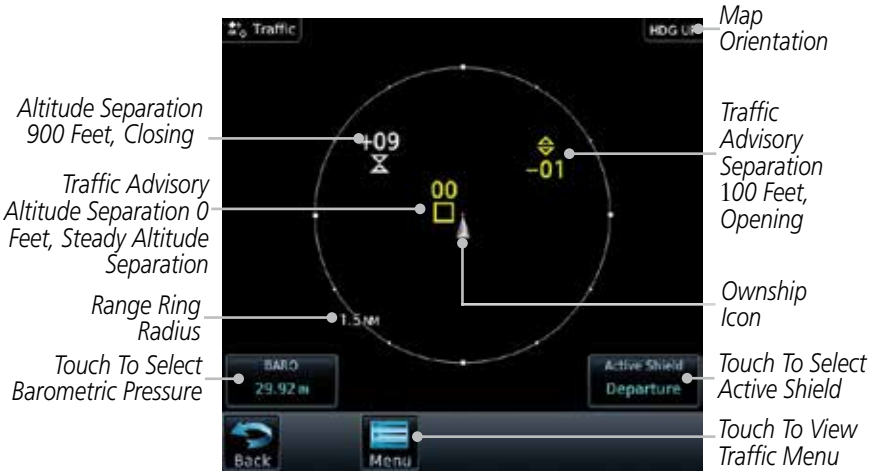 Traffic
HDG UP
Map
Orientation
Altitude Separation
900 Feet, Closing
+09
-01
Traffic
Advisory
Separation
100 Feet,
Opening
Traffic Advisory
Altitude Separation 0
Feet, Steady Altitude
Separation
00
Range Ring
Radius
1.5 NM
Ownship
Icon
Touch To Select
Barometric Pressure
BARO
29.92 in
Active Shield
Departure
Touch To Select
Active Shield
Back
Menu
Touch To View
Traffic Menu